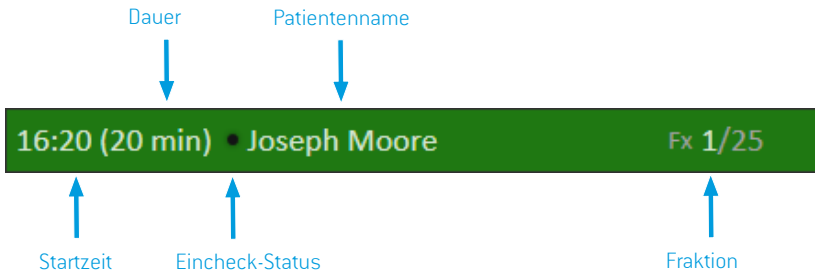 Dauer Patientenname
16:20 (20 min) • Joseph Moore Fx 1/25
Startzeit Eincheck-Status Fraktion